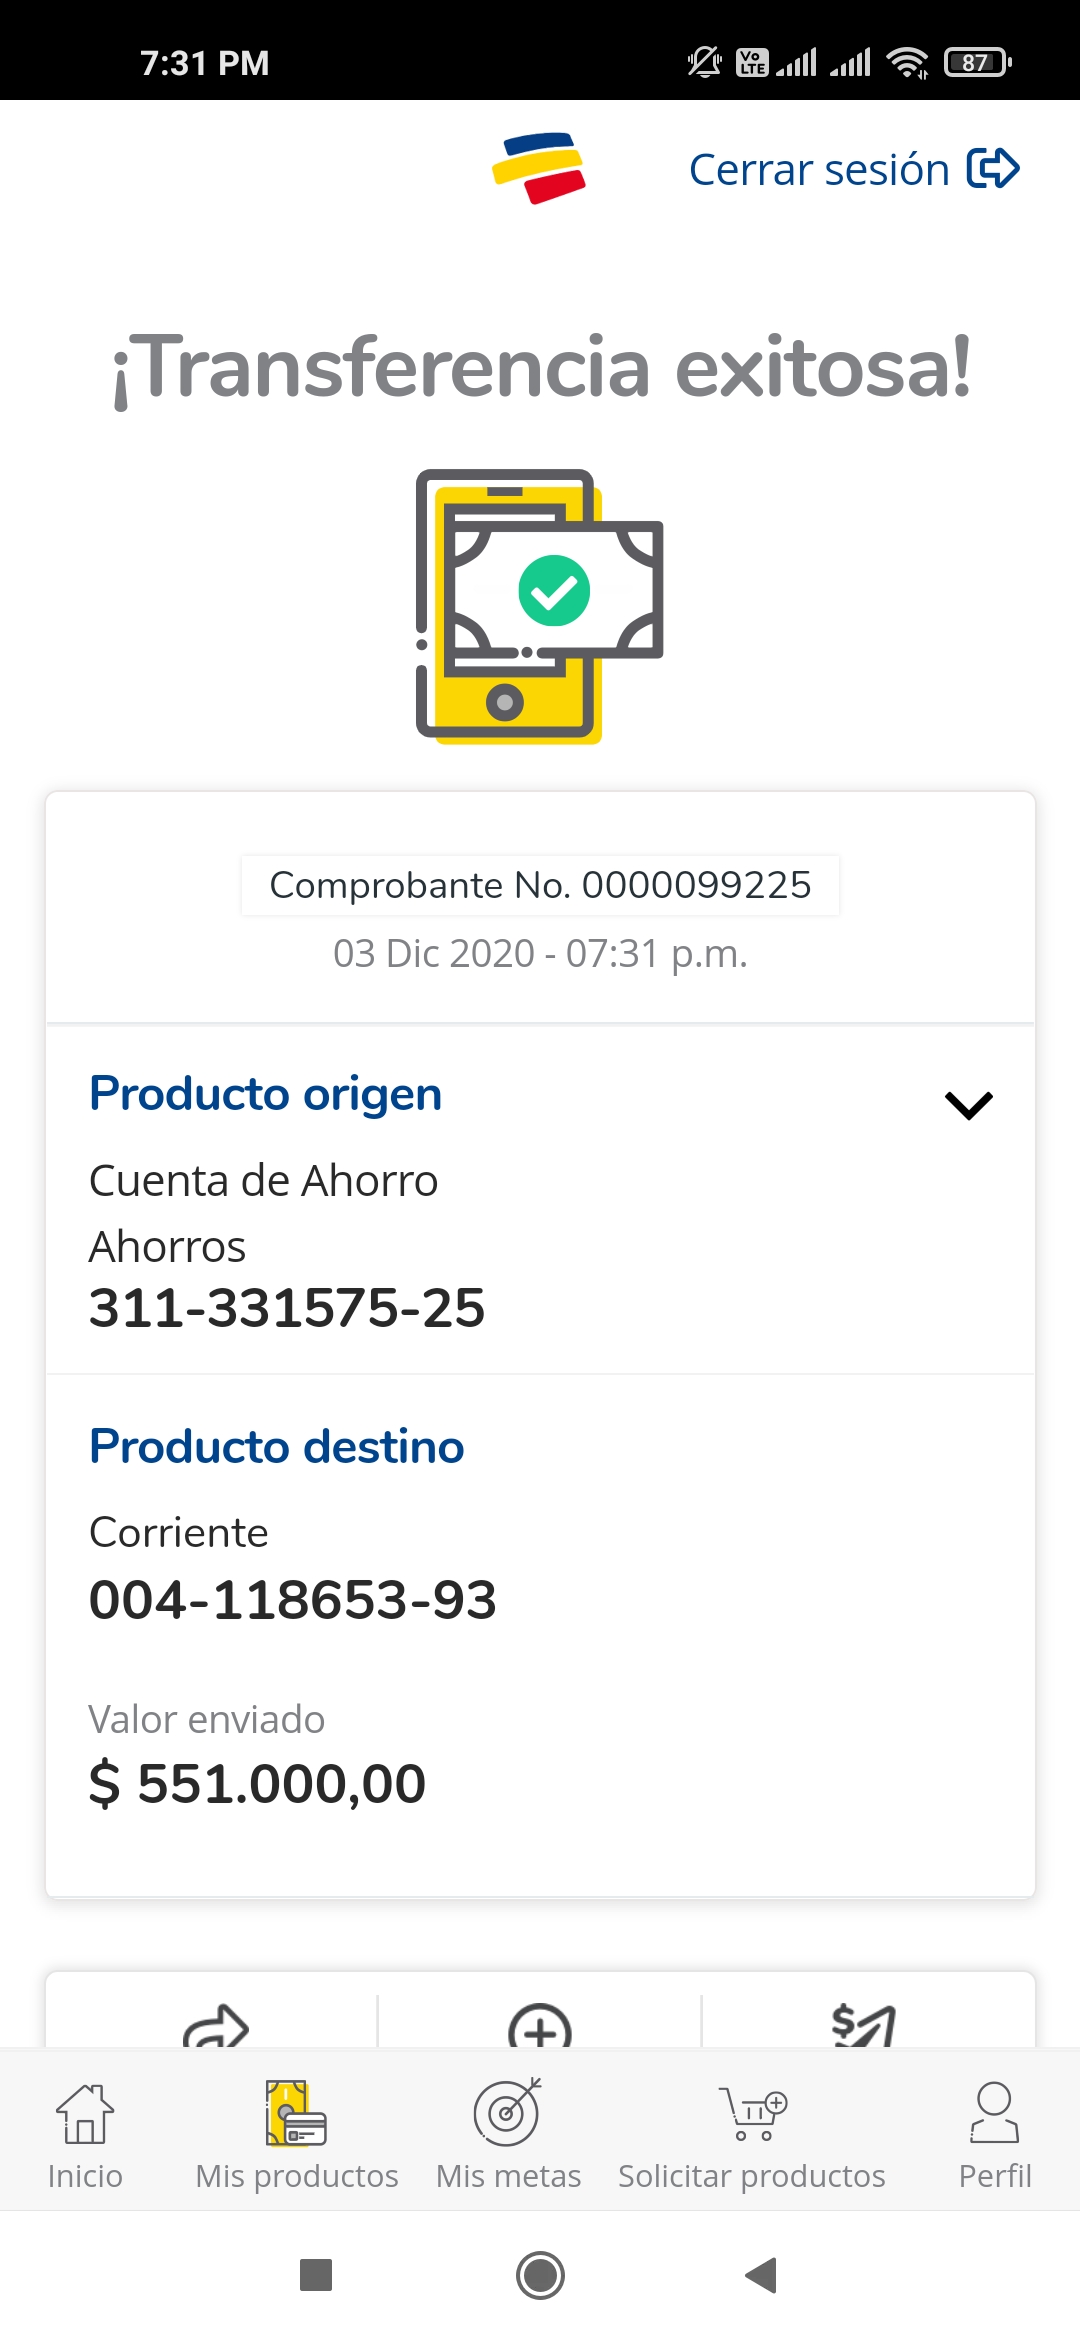 7:31 PM
Vo LTE
87
Cerrar sesión
¡Transferencia exitosa!
Comprobante No. 0000099225
03 Dic 2020 - 07:31 p.m.
Producto origen
Cuenta de Ahorro
Ahorros
311-331575-25
Producto destino
Corriente
004-118653-93
Valor enviado
$ 551.000,00
Inicio
Mis productos
Mis metas
Solicitar productos
Perfil